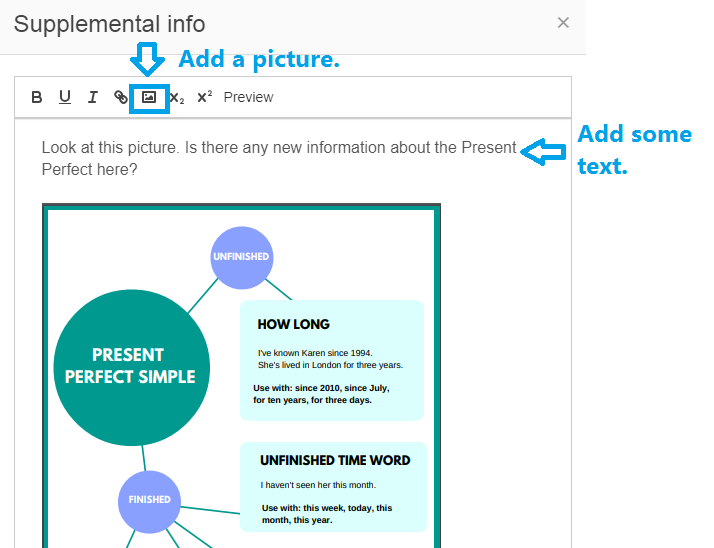 Supplemental info
×
Add a picture.
B U I x₂ x² Preview
Look at this picture. Is there any new information about the Present
Perfect here?
Add some
text.
UNFINISHED
HOW LONG
I've known Karen since 1994.
She's lived in London for three years.
Use with: since 2010, since July,
for ten years, for three days.
PRESENT
PERFECT SIMPLE
UNFINISHED TIME WORD
I haven't seen her this month.
Use with: this week, today, this
month, this year.
FINISHED